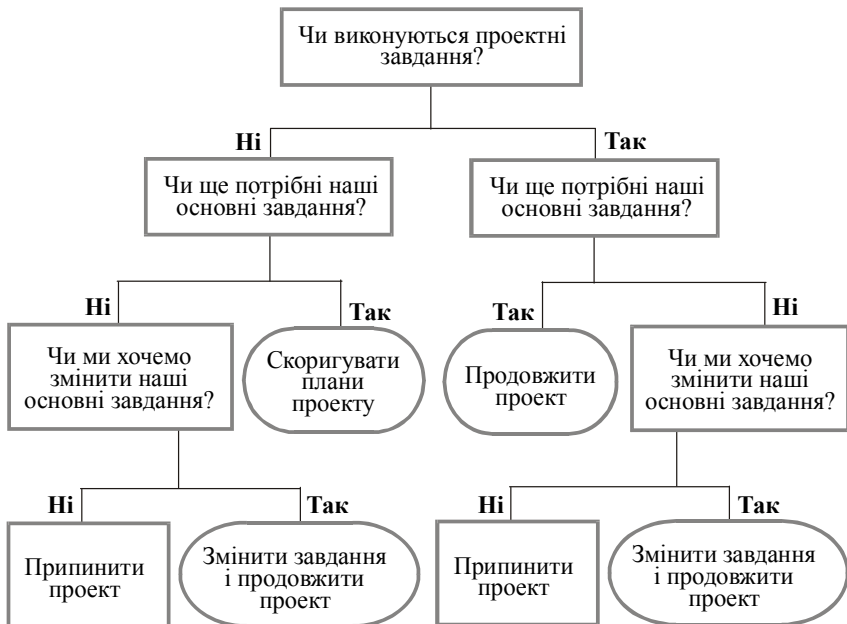 Чи виконуються проектні
завдання?
Ні
Так
Чи ще потрібні наші
основні завдання?
Чи ще потрібні наші
основні завдання?
Ні
Так
Так
Ні
Чи ми хочемо
змінити наші
основні завдання?
Скоригувати
плани
проекту
Продовжити
проект
Чи ми хочемо
змінити наші
основні завдання?
Ні
Так
Ні
Так
Припинити
проект
Змінити завдання
і продовжити
проект
Припинити
проект
Змінити завдання
і продовжити
проект